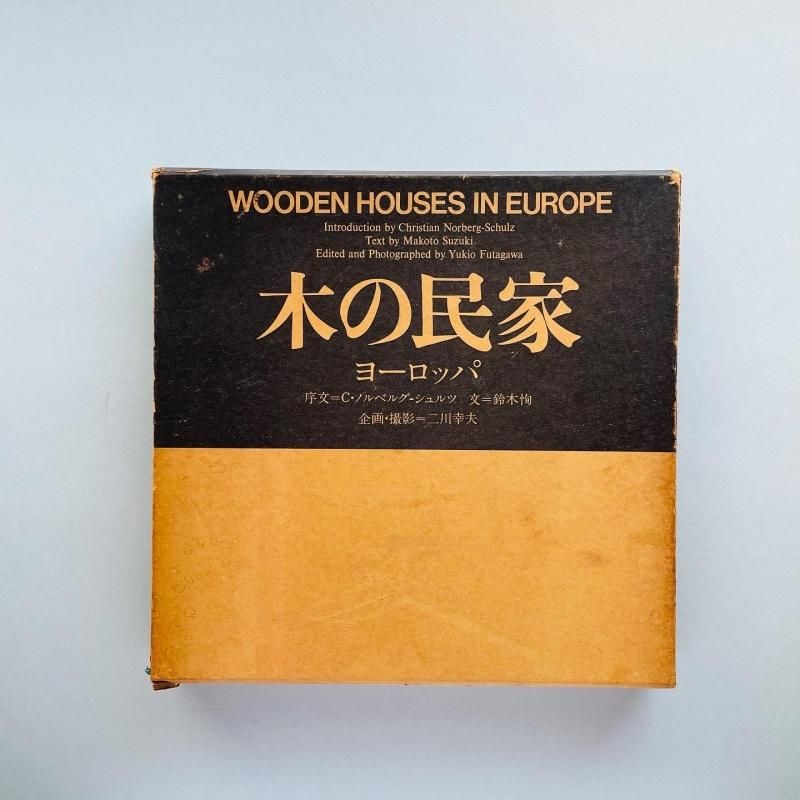 WOODEN HOUSES IN EUROPE
Introduction by Christian Norberg-Schulz
Text by Makoto Suzuki
Edited and Photographed by Yukio Futagawa
木の民家
ヨーロッパ
序文=C・ノルベルグ-シュルツ 文=鈴木恂
企画・撮影=二川幸夫